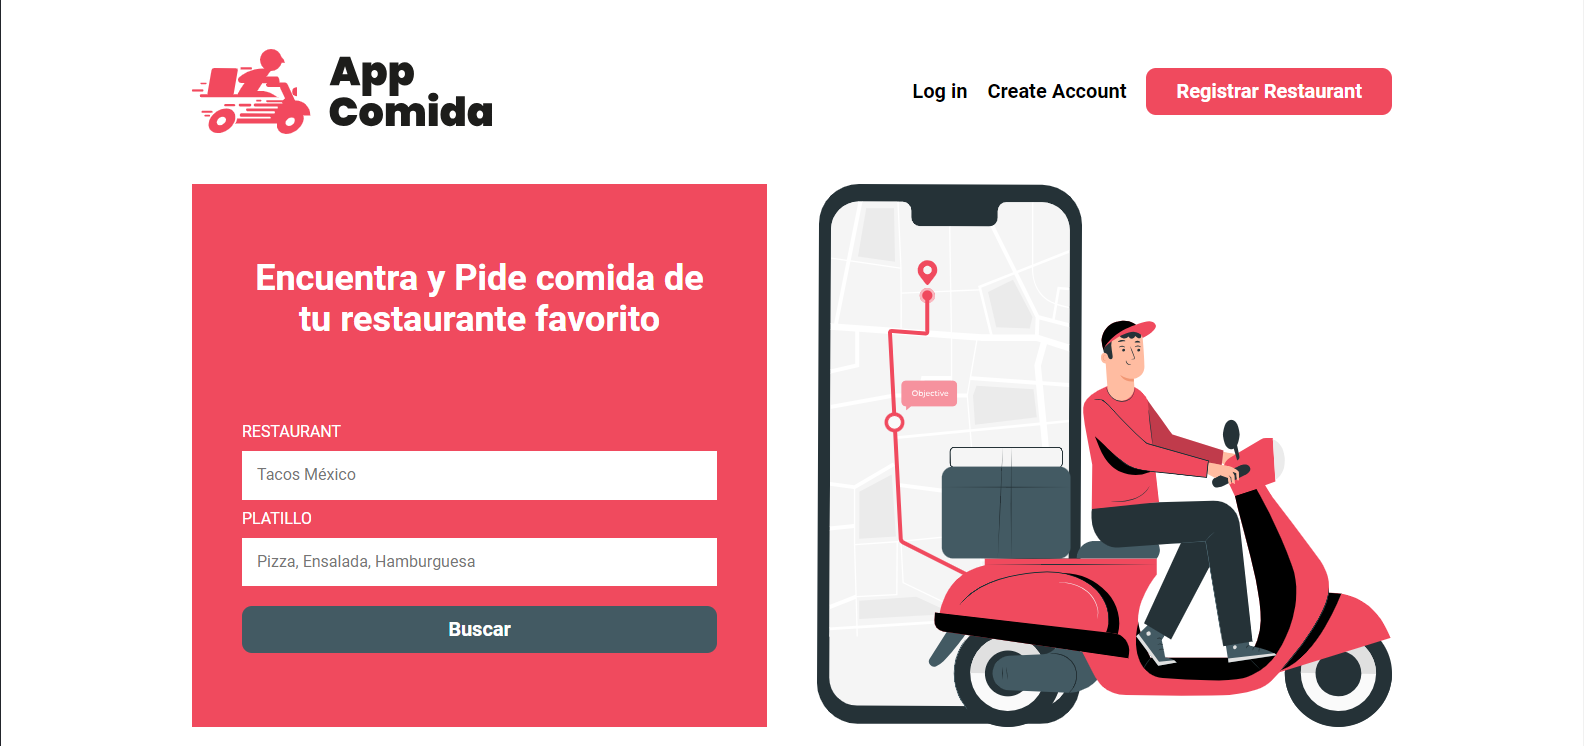 App
Comida
Log in
Create Account
Registrar Restaurant
Encuentra y Pide comida de
tu restaurante favorito
RESTAURANT
Tacos México
PLATILLO
Pizza, Ensalada, Hamburguesa
Buscar
Objective